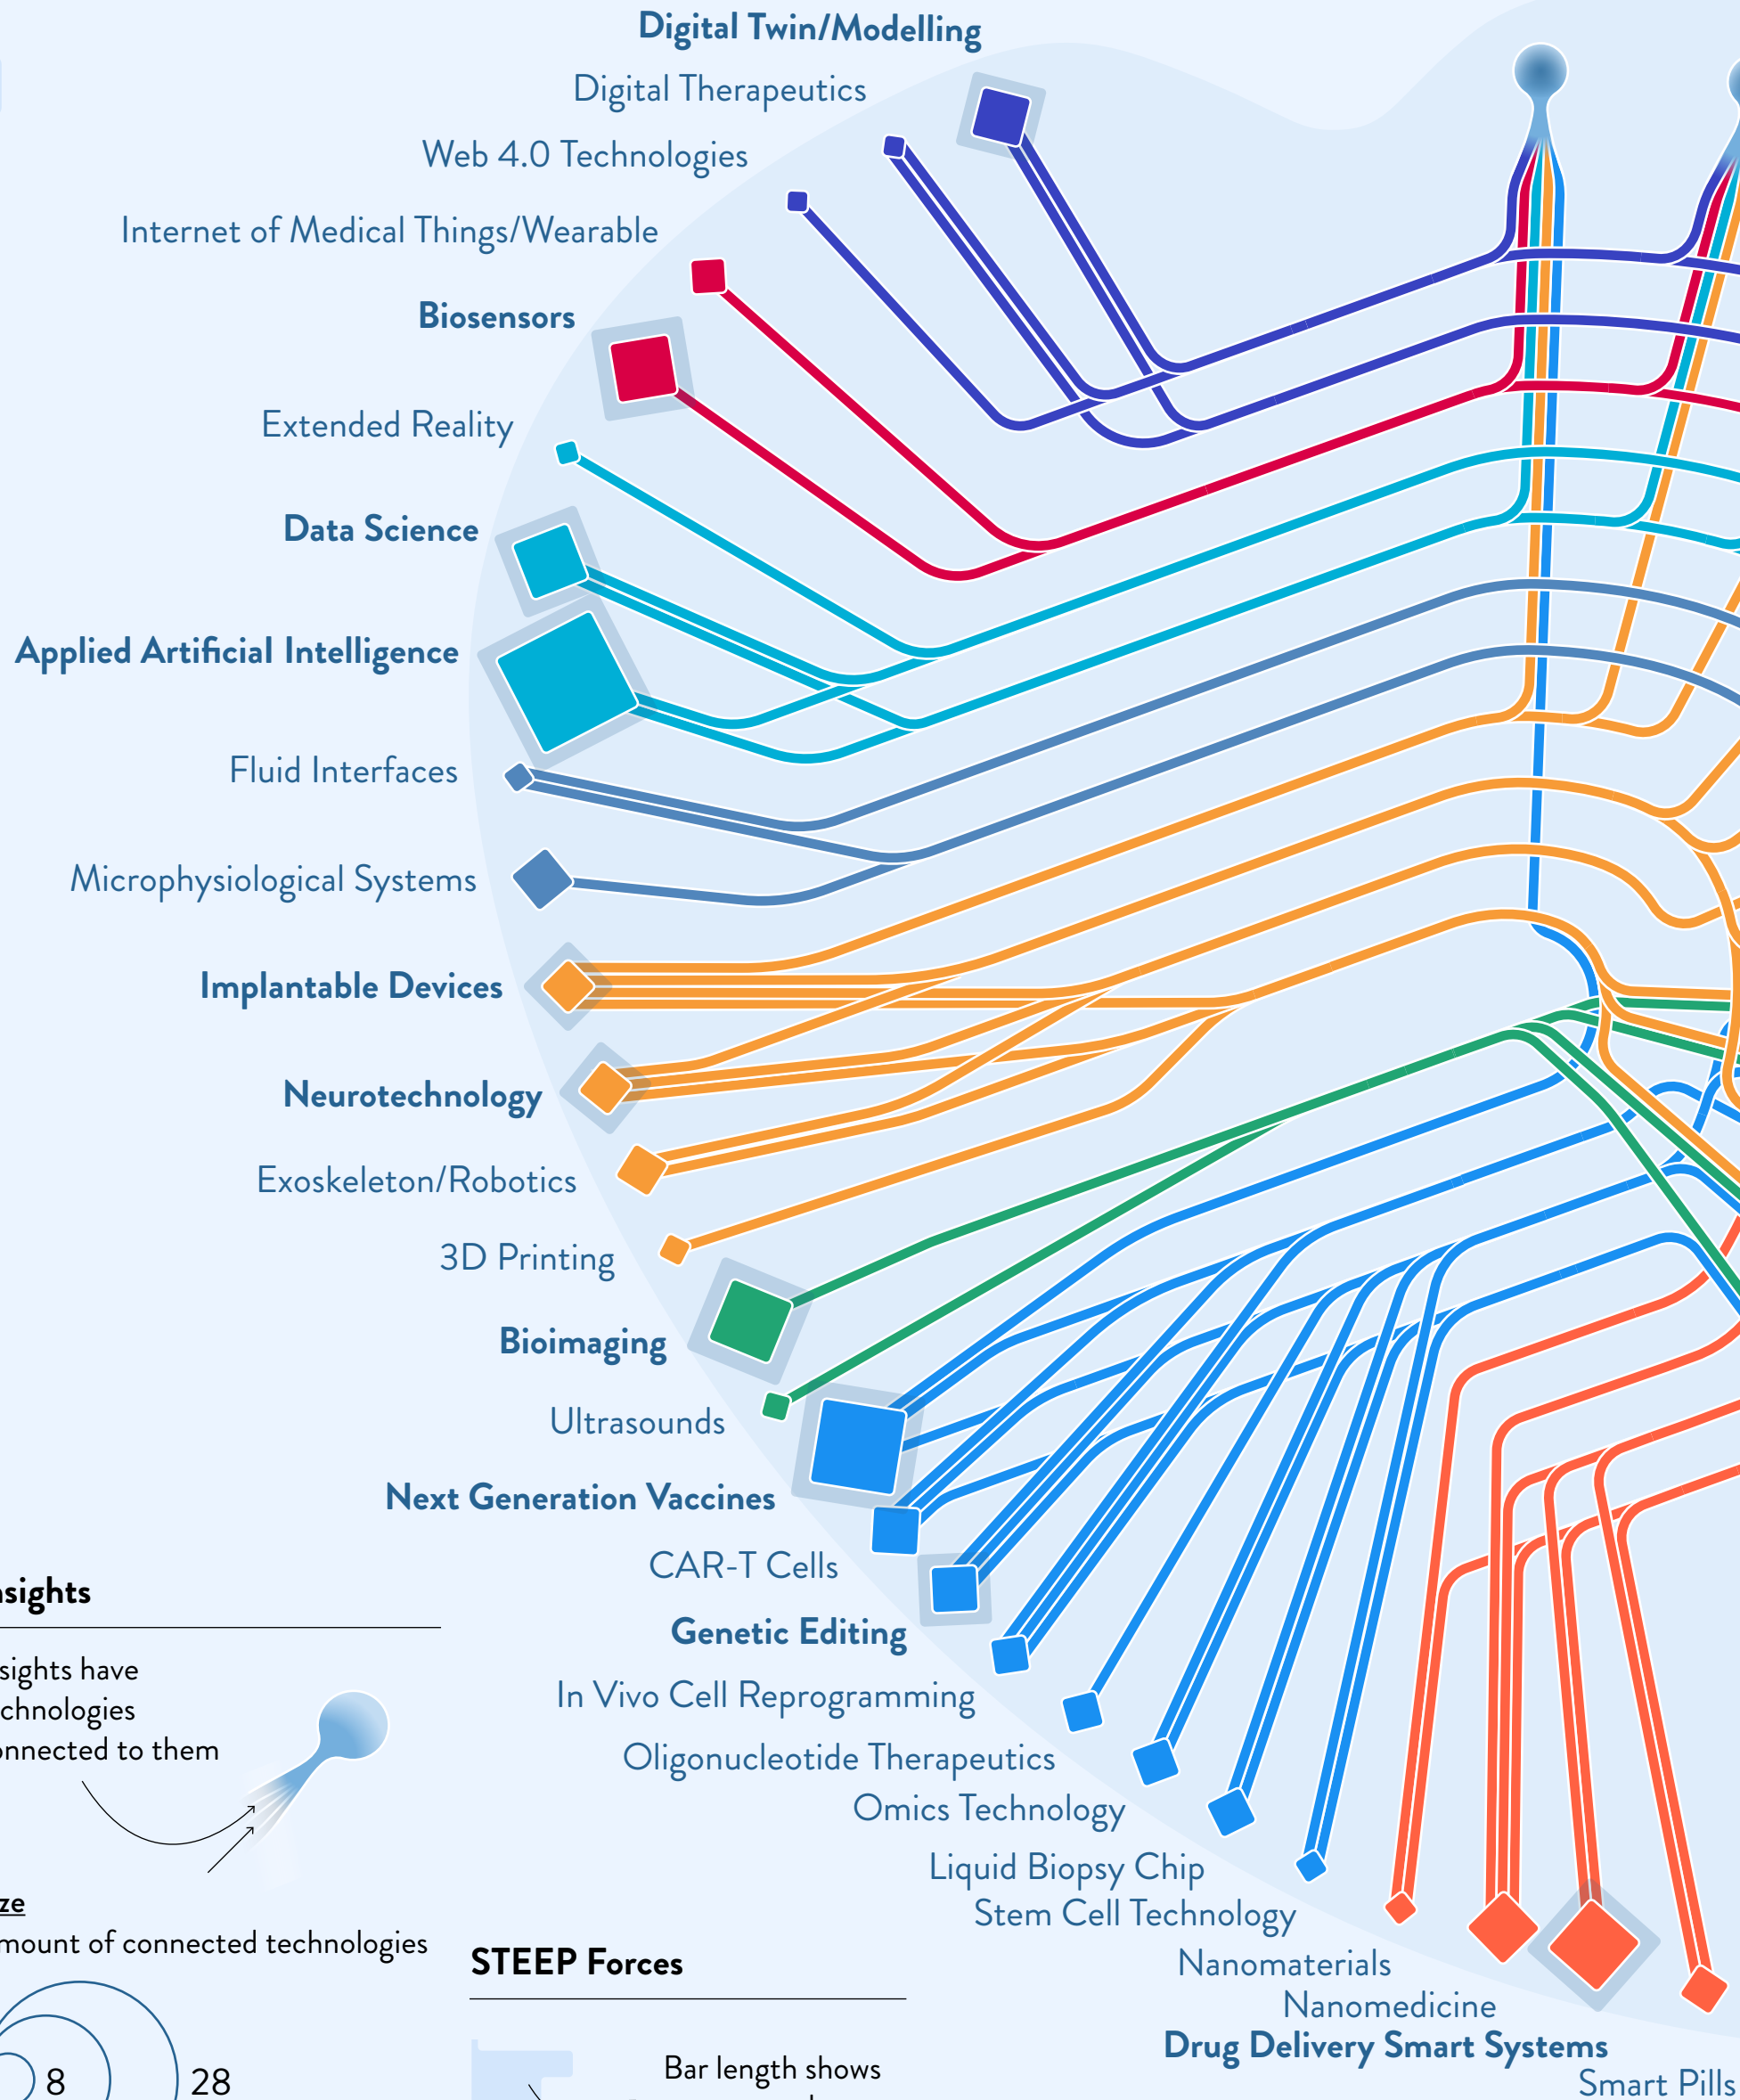 Digital Twin/Modelling
Digital Therapeutics
Web 4.0 Technologies
Internet of Medical Things/Wearable
Biosensors
Extended Reality
Data Science
Applied Artificial Intelligence
Fluid Interfaces
Microphysiological Systems
Implantable Devices
Neurotechnology
Exoskeleton/Robotics
3D Printing
Bioimaging
Ultrasounds
Next Generation Vaccines
CAR-T Cells
Genetic Editing
In Vivo Cell Reprogramming
Oligonucleotide Therapeutics
Omics Technology
Liquid Biopsy Chip
Stem Cell Technology
Nanomaterials
Nanomedicine
Drug Delivery Smart Systems
Smart Pills
nsights
sights have
chnologies
onnected to them
ze
mount of connected technologies
8 28
STEEP Forces
Bar length shows